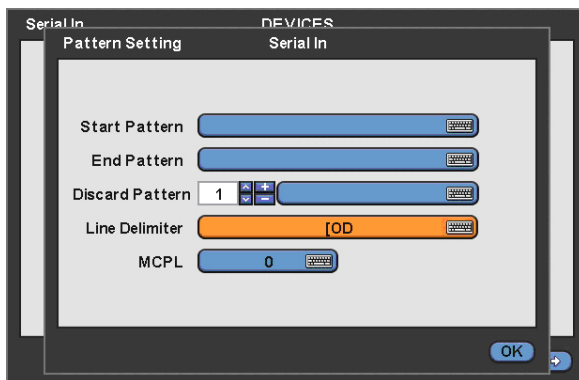 Serial In DEVICES
Pattern Setting Serial In
Start Pattern
End Pattern
Discard Pattern 1
Line Delimiter [OD
MCPL 0
OK